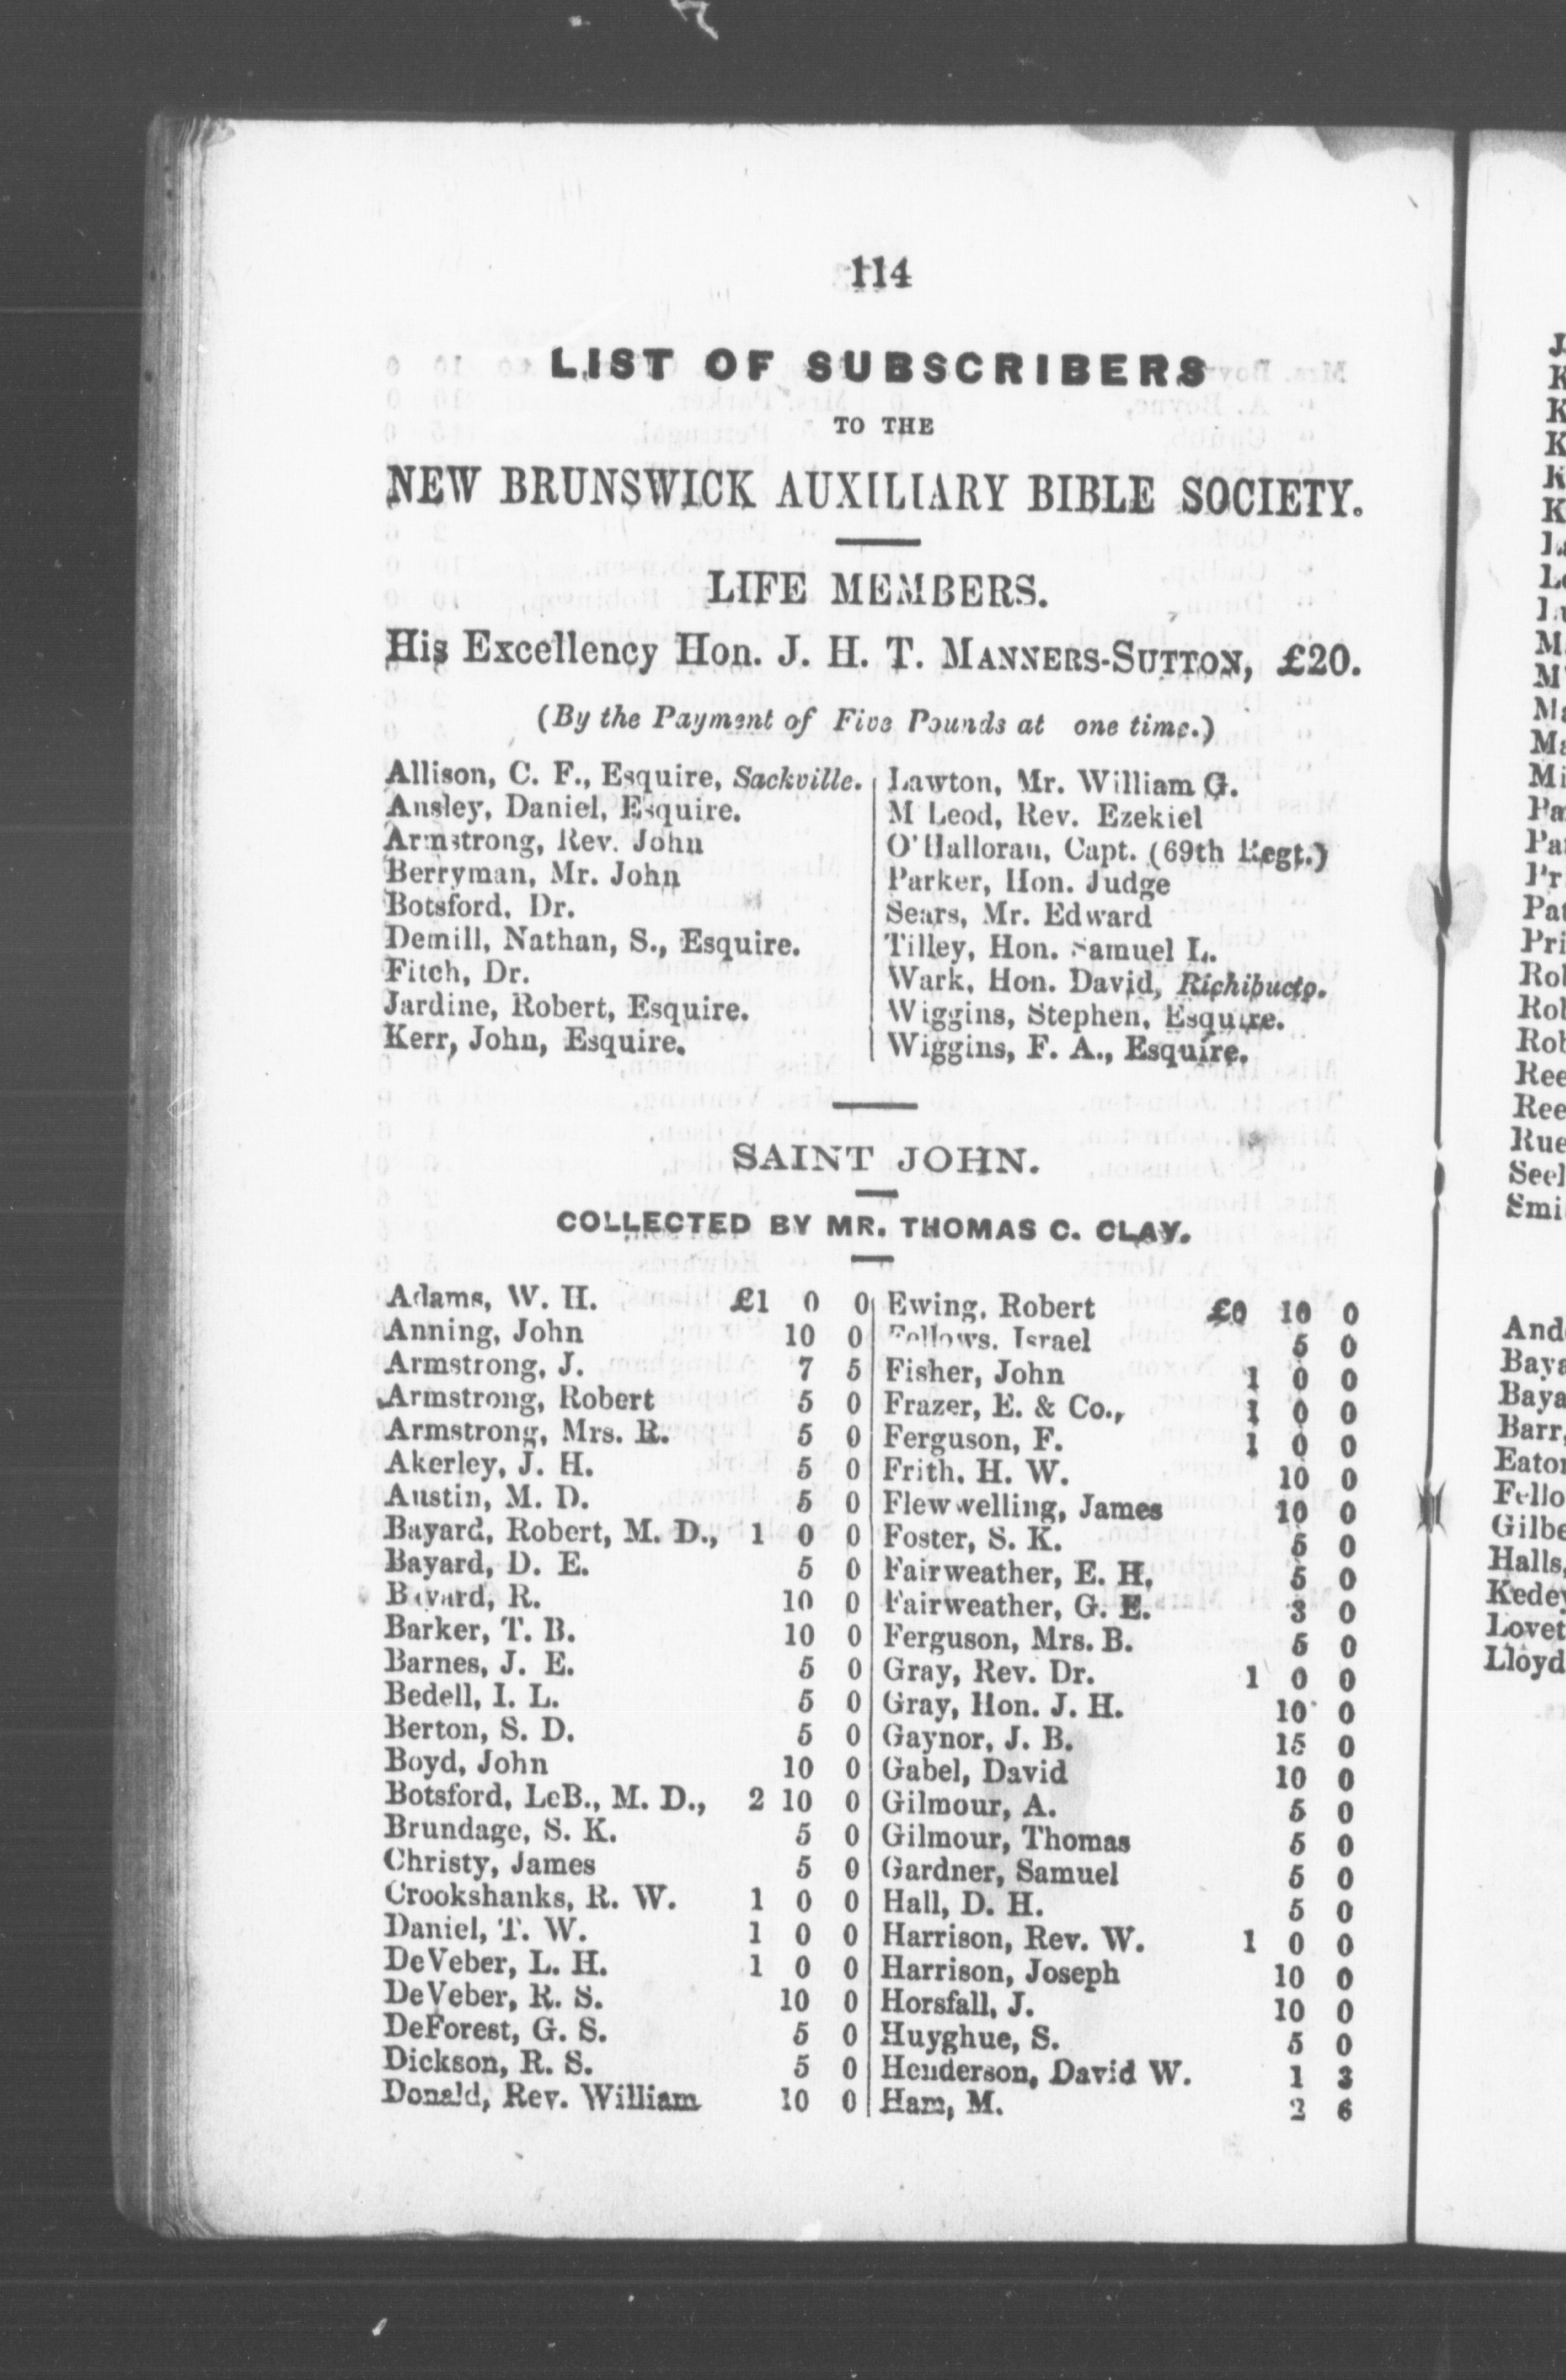 114
LIST OF SUBSCRIBERS
TO THE
NEW BRUNSWICK AUXILIARY BIBLE SOCIETY.
LIFE MEMBERS.
His Excellency Hon. J. H. T. MANNERS-SUTTON, £20.
(By the Payment of Five Pounds at one time.)
Allison, C. F., Esquire, Sackville.
Ansley, Daniel, Esquire.
Armstrong, Rev. John
Berryman, Mr. John
Botsford, Dr.
Demill, Nathan, S., Esquire.
Fitch, Dr.
Jardine, Robert, Esquire.
Kerr, John, Esquire.
Lawton, Mr. William G.
M Leod, Rev. Ezekiel
O'Halloran, Capt. (69th Regt.)
Parker, Hon. Judge
Sears, Mr. Edward
Tilley, Hon. Samuel L.
Wark, Hon. David, Richibucto.
Wiggins, Stephen, Esquire.
Wiggins, F. A., Esquire.
SAINT JOHN.
COLLECTED BY MR. THOMAS C. CLAY.
Adams, W. H. £1 0 0
Anning, John 10 0
Armstrong, J. 7 5
Armstrong, Robert 5 0
Armstrong, Mrs. R. 5 0
Akerley, J. H. 5 0
Austin, M. D. 5 0
Bayard, Robert, M. D., 1 0 0
Bayard, D. E. 5 0
Bayard, R. 10 0
Barker, T. B. 10 0
Barnes, J. E. 5 0
Bedell, I. L. 5 0
Berton, S. D. 5 0
Boyd, John 10 0
Botsford, LeB., M. D., 2 10 0
Brundage, S. K. 5 0
Christy, James 5 0
Crookshanks, R. W. 1 0 0
Daniel, T. W. 1 0 0
DeVeber, L. H. 1 0 0
DeVeber, R. S. 10 0
DeForest, G. S. 5 0
Dickson, R. S. 5 0
Donald, Rev. William 10 0
Ewing, Robert £0 10 0
Fellows, Israel 5 0
Fisher, John 1 0 0
Frazer, E. & Co., 1 0 0
Ferguson, F. 1 0 0
Frith, H. W. 10 0
Flewwelling, James 10 0
Foster, S. K. 5 0
Fairweather, E. H. 5 0
Fairweather, G. E. 3 0
Ferguson, Mrs. B. 5 0
Gray, Rev. Dr. 1 0 0
Gray, Hon. J. H. 10 0
Gaynor, J. B. 15 0
Gabel, David 10 0
Gilmour, A. 5 0
Gilmour, Thomas 5 0
Gardner, Samuel 5 0
Hall, D. H. 5 0
Harrison, Rev. W. 1 0 0
Harrison, Joseph 10 0
Horsfall, J. 10 0
Huyghue, S. 5 0
Henderson, David W. 1 3
Ham, M. 2 6